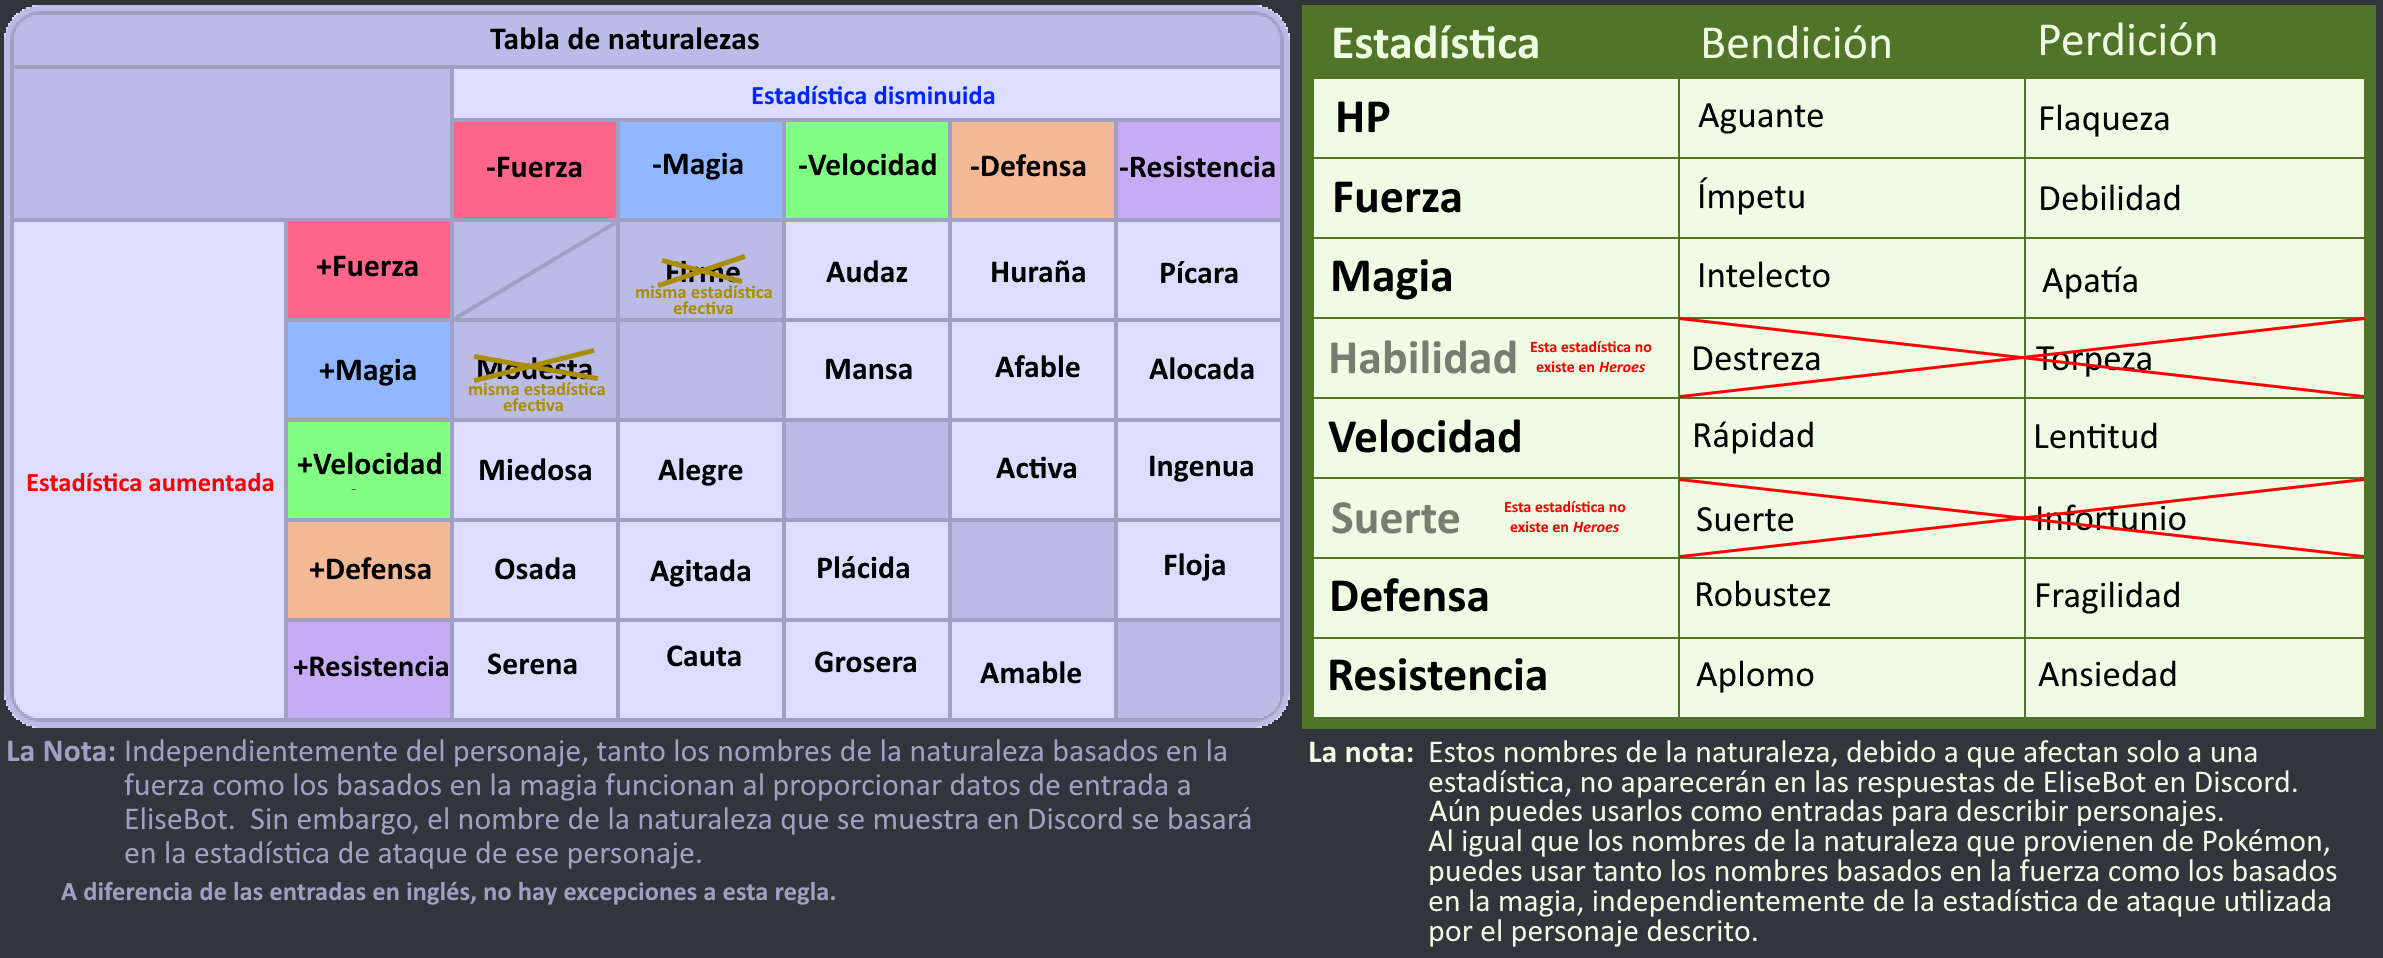 Tabla de naturalezas
Estadística disminuida
-Fuerza -Magia -Velocidad -Defensa -Resistencia
Estadística aumentada
+Fuerza Firme Audaz Huraña Pícara
misma estadística
efectiva
+Magia Modesta Mansa Afable Alocada
misma estadística
efectiva
+Velocidad Miedosa Alegre Activa Ingenua
+Defensa Osada Agitada Plácida Floja
+Resistencia Serena Cauta Grosera Amable
La Nota: Independientemente del personaje, tanto los nombres de la naturaleza basados en la
fuerza como los basados en la magia funcionan al proporcionar datos de entrada a
EliseBot. Sin embargo, el nombre de la naturaleza que se muestra en Discord se basará
en la estadística de ataque de ese personaje.
A diferencia de las entradas en inglés, no hay excepciones a esta regla.
Estadística Bendición Perdición
HP Aguante Flaqueza
Fuerza Ímpetu Debilidad
Magia Intelecto Apatía
Habilidad Esta estadística no
existe en Heroes
Destreza Torpeza
Velocidad Rápidad Lentitud
Suerte Esta estadística no
existe en Heroes
Suerte Infortunio
Defensa Robustez Fragilidad
Resistencia Aplomo Ansiedad
La nota: Estos nombres de la naturaleza, debido a que afectan solo a una
estadística, no aparecerán en las respuestas de EliseBot en Discord.
Aún puedes usarlos como entradas para describir personajes.
Al igual que los nombres de la naturaleza que provienen de Pokémon,
puedes usar tanto los nombres basados en la fuerza como los basados
en la magia, independientemente de la estadística de ataque utilizada
por el personaje descrito.